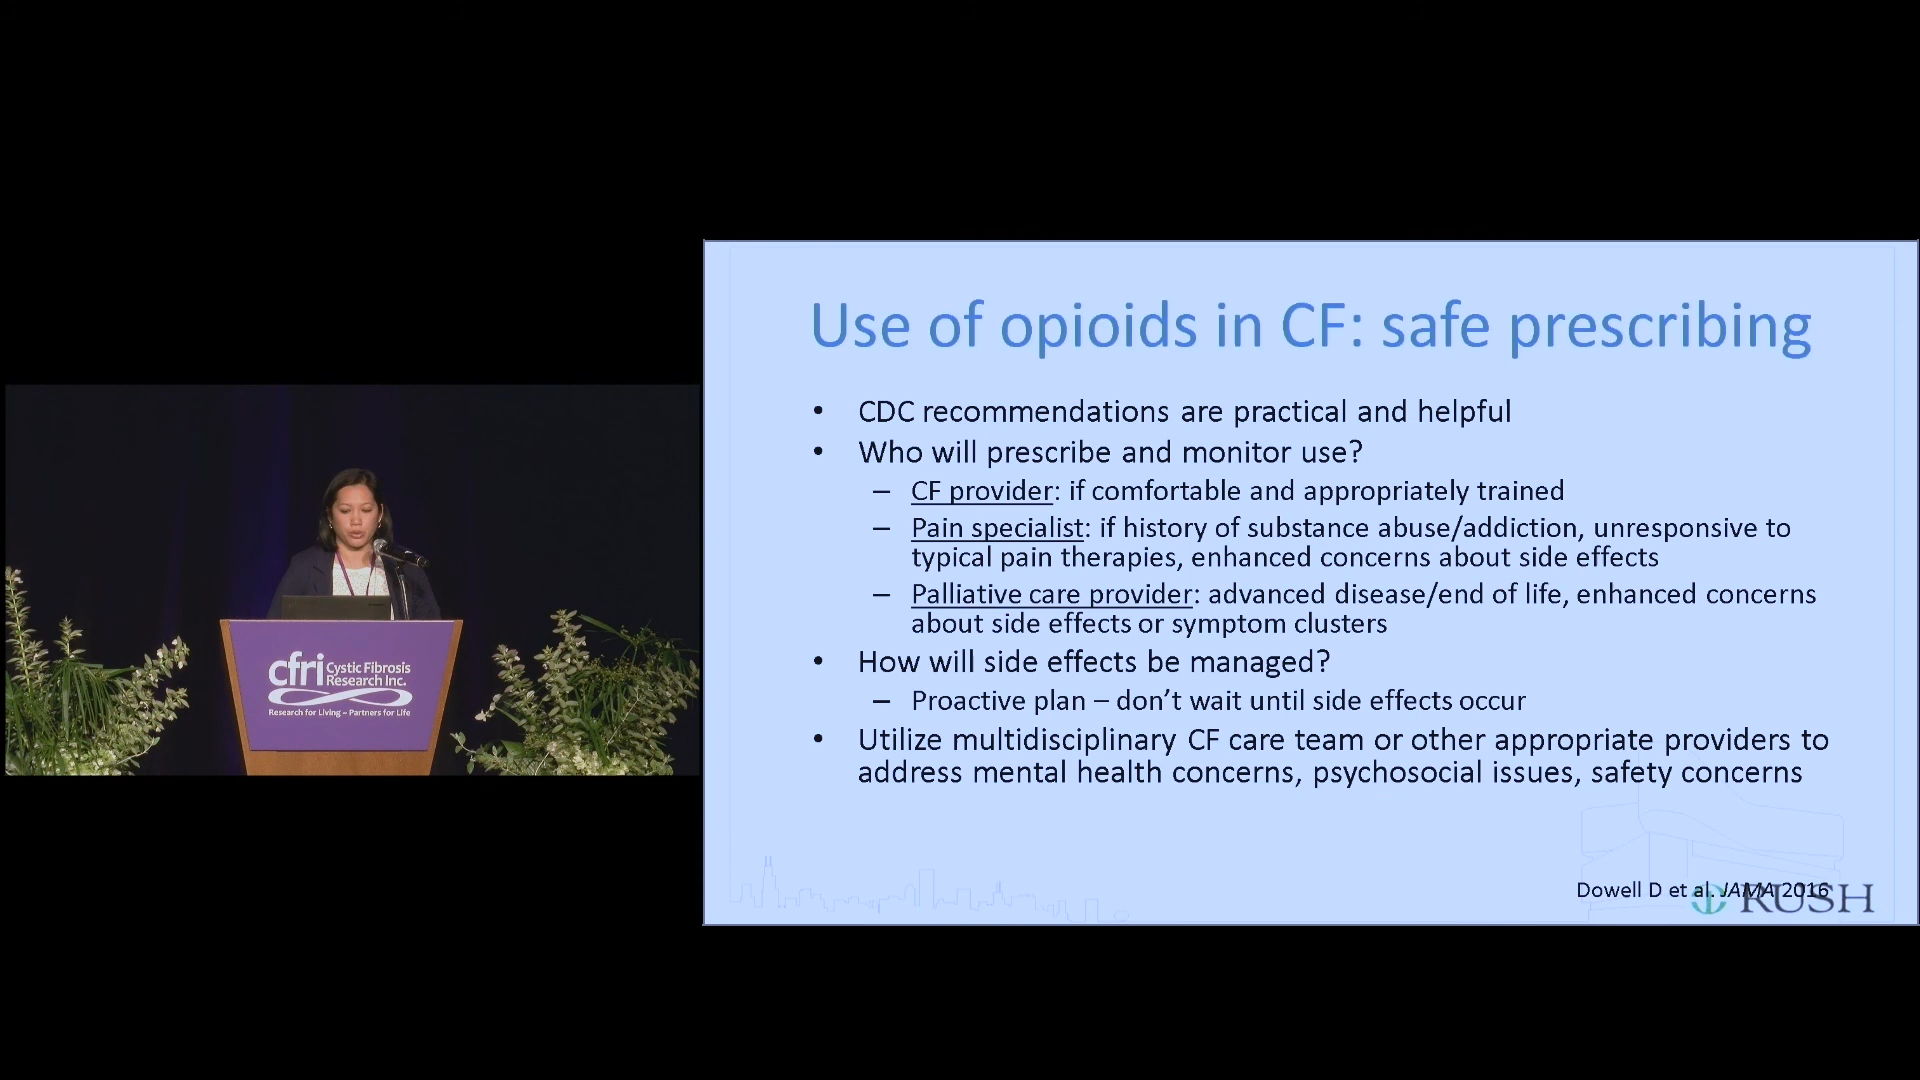 Use of opioids in CF: safe prescribing
• CDC recommendations are practical and helpful
• Who will prescribe and monitor use?
– CF provider: if comfortable and appropriately trained
– Pain specialist: if history of substance abuse/addiction, unresponsive to
typical pain therapies, enhanced concerns about side effects
– Palliative care provider: advanced disease/end of life, enhanced concerns
about side effects or symptom clusters
• How will side effects be managed?
– Proactive plan – don’t wait until side effects occur
• Utilize multidisciplinary CF care team or other appropriate providers to
address mental health concerns, psychosocial issues, safety concerns
Dowell D et al. JAMA 2016
RUSH
cfri Cystic Fibrosis
Research Inc.
Research for Living – Partners for Life